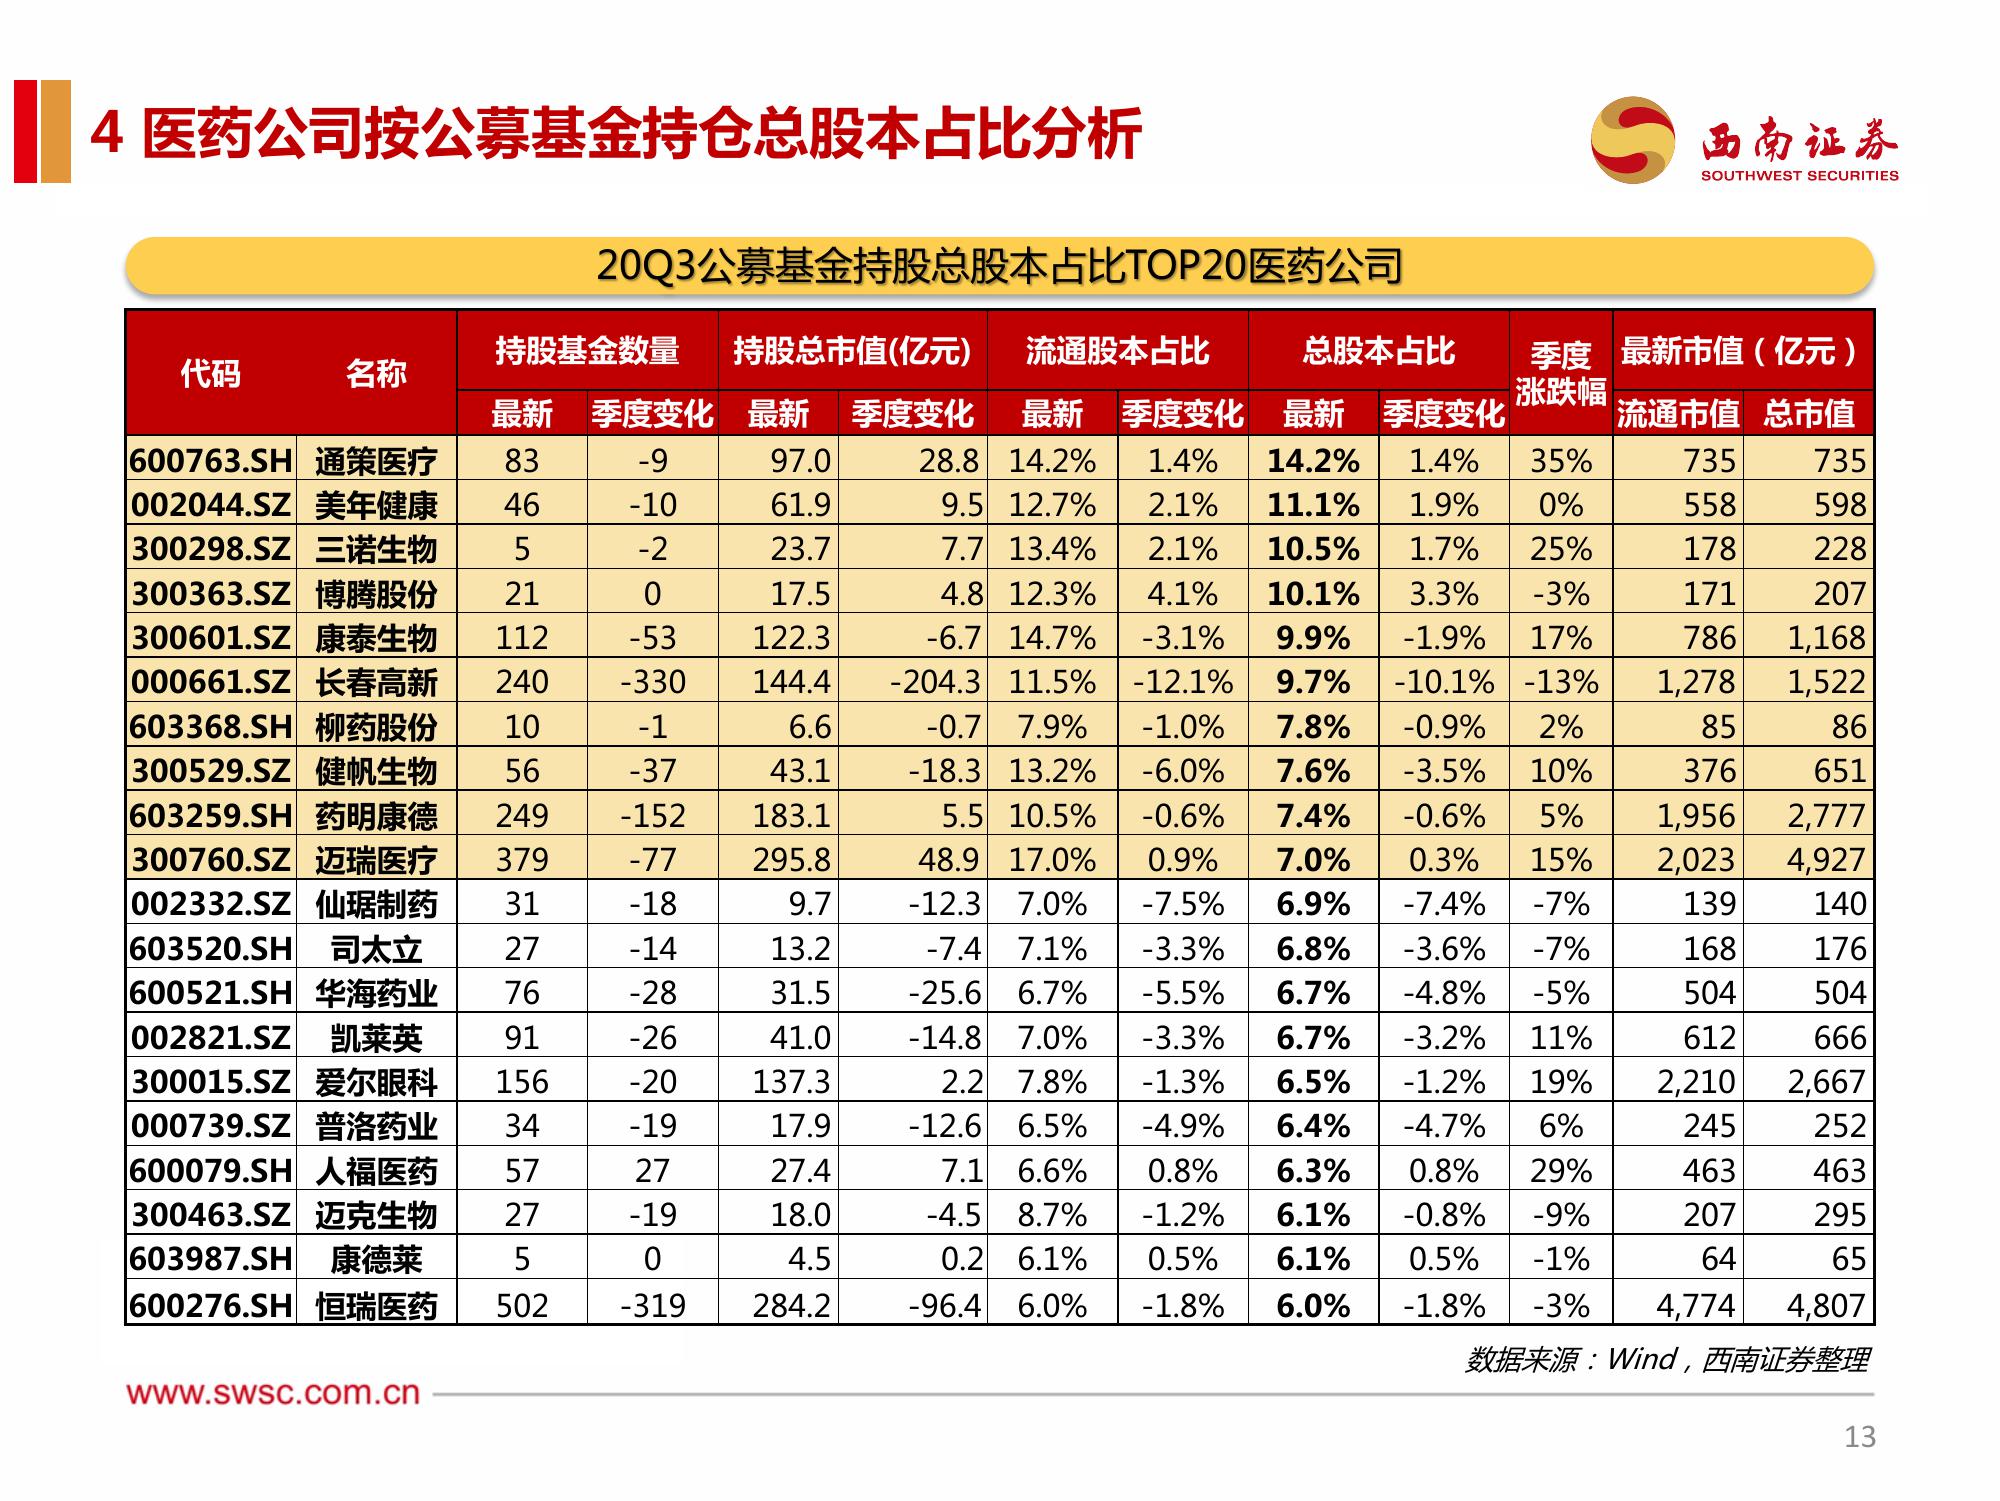 4 医药公司按公募基金持仓总股本占比分析
西南证券
SOUTHWEST SECURITIES
20Q3公募基金持股总股本占比TOP20医药公司
代码 名称 持股基金数量 持股总市值(亿元) 流通股本占比 总股本占比 季度涨跌幅 最新市值（亿元）
最新 季度变化 最新 季度变化 最新 季度变化 最新 季度变化 流通市值 总市值
600763.SH 通策医疗 83 -9 97.0 28.8 14.2% 1.4% 14.2% 1.4% 35% 735 735
002044.SZ 美年健康 46 -10 61.9 9.5 12.7% 2.1% 11.1% 1.9% 0% 558 598
300298.SZ 三诺生物 5 -2 23.7 7.7 13.4% 2.1% 10.5% 1.7% 25% 178 228
300363.SZ 博腾股份 21 0 17.5 4.8 12.3% 4.1% 10.1% 3.3% -3% 171 207
300601.SZ 康泰生物 112 -53 122.3 -6.7 14.7% -3.1% 9.9% -1.9% 17% 786 1,168
000661.SZ 长春高新 240 -330 144.4 -204.3 11.5% -12.1% 9.7% -10.1% -13% 1,278 1,522
603368.SH 柳药股份 10 -1 6.6 -0.7 7.9% -1.0% 7.8% -0.9% 2% 85 86
300529.SZ 健帆生物 56 -37 43.1 -18.3 13.2% -6.0% 7.6% -3.5% 10% 376 651
603259.SH 药明康德 249 -152 183.1 5.5 10.5% -0.6% 7.4% -0.6% 5% 1,956 2,777
300760.SZ 迈瑞医疗 379 -77 295.8 48.9 17.0% 0.9% 7.0% 0.3% 15% 2,023 4,927
002332.SZ 仙琚制药 31 -18 9.7 -12.3 7.0% -7.5% 6.9% -7.4% -7% 139 140
603520.SH 司太立 27 -14 13.2 -7.4 7.1% -3.3% 6.8% -3.6% -7% 168 176
600521.SH 华海药业 76 -28 31.5 -25.6 6.7% -5.5% 6.7% -4.8% -5% 504 504
002821.SZ 凯莱英 91 -26 41.0 -14.8 7.0% -3.3% 6.7% -3.2% 11% 612 666
300015.SZ 爱尔眼科 156 -20 137.3 2.2 7.8% -1.3% 6.5% -1.2% 19% 2,210 2,667
000739.SZ 普洛药业 34 -19 17.9 -12.6 6.5% -4.9% 6.4% -4.7% 6% 245 252
600079.SH 人福医药 57 27 27.4 7.1 6.6% 0.8% 6.3% 0.8% 29% 463 463
300463.SZ 迈克生物 27 -19 18.0 -4.5 8.7% -1.2% 6.1% -0.8% -9% 207 295
603987.SH 康德莱 5 0 4.5 0.2 6.1% 0.5% 6.1% 0.5% -1% 64 65
600276.SH 恒瑞医药 502 -319 284.2 -96.4 6.0% -1.8% 6.0% -1.8% -3% 4,774 4,807
数据来源：Wind，西南证券整理
www.swsc.com.cn
13